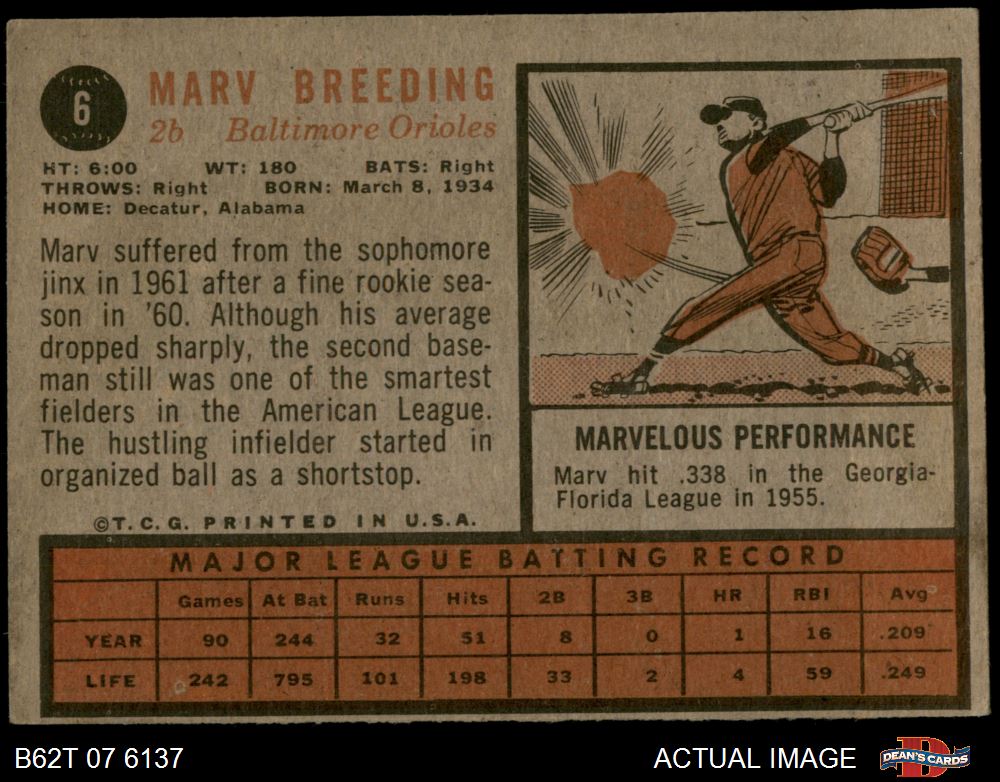 6
MARV BREEDING
2b Baltimore Orioles
HT: 6:00 WT: 180 BATS: Right
THROWS: Right BORN: March 8, 1934
HOME: Decatur, Alabama
Marv suffered from the sophomore
jinx in 1961 after a fine rookie sea-
son in '60. Although his average
dropped sharply, the second base-
man still was one of the smartest
fielders in the American League.
The hustling infielder started in
organized ball as a shortstop.
©T.C.G. PRINTED IN U.S.A.
MARVELOUS PERFORMANCE
Marv hit .338 in the Georgia-
Florida League in 1955.
MAJOR LEAGUE BATTING RECORD
Games At Bat Runs Hits 2B 3B HR RBI Avg
YEAR 90 244 32 51 8 0 1 16 .209
LIFE 242 795 101 198 33 2 4 59 .249
B62T 07 6137 ACTUAL IMAGE DEAN'S CARDS